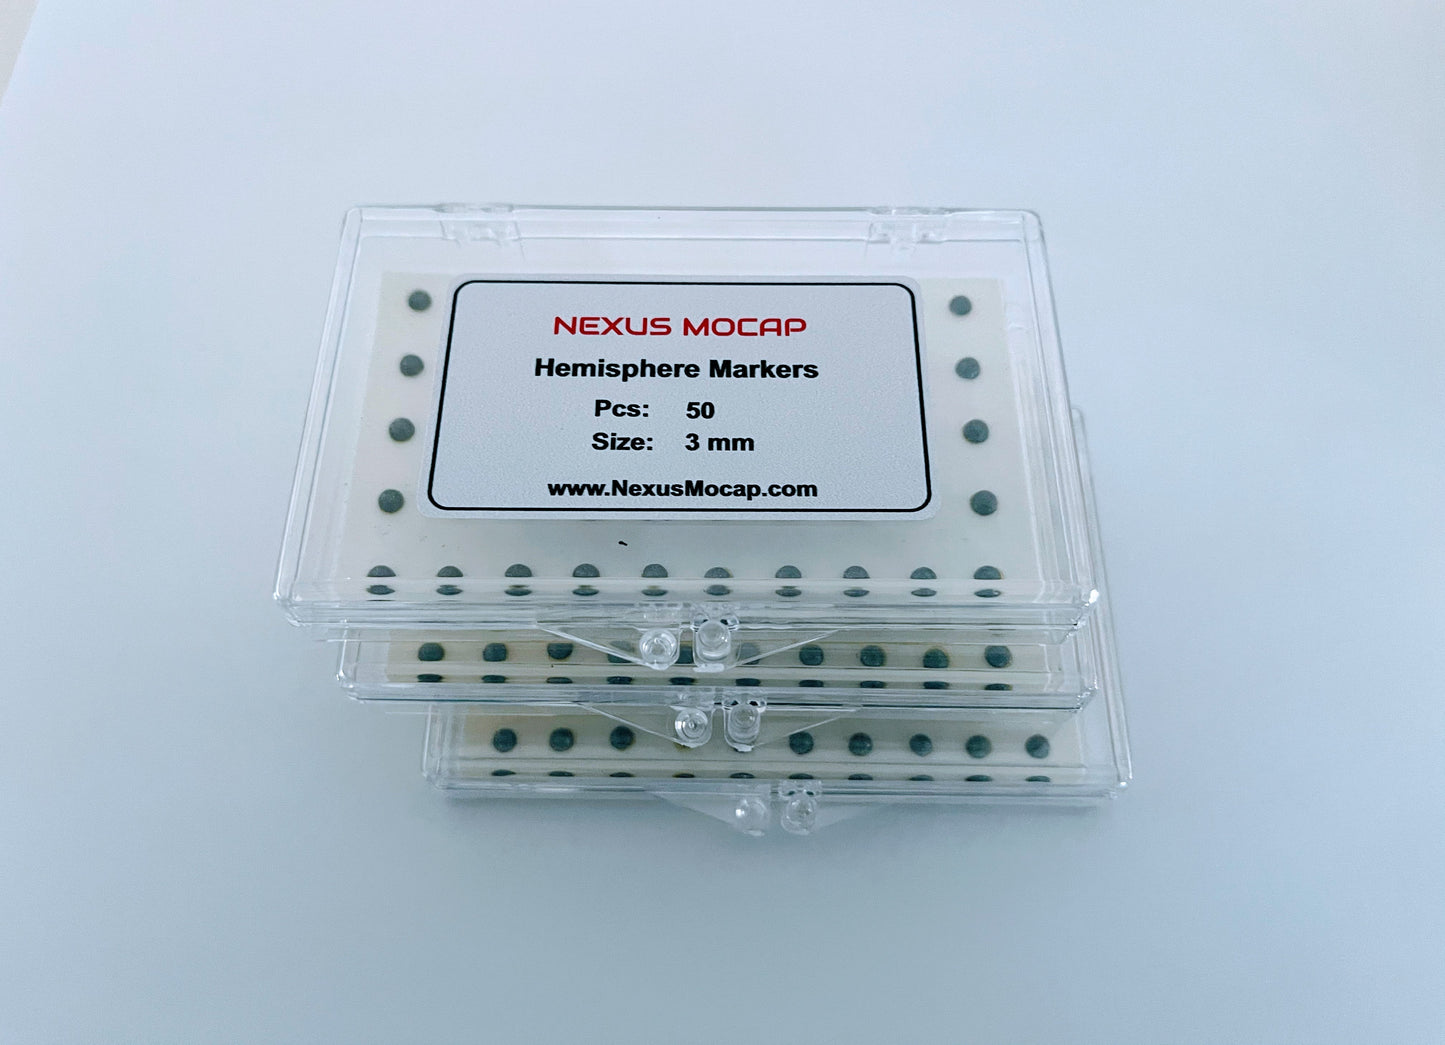 NEXUS MOCAP
Hemisphere Markers
Pcs: 50
Size: 3 mm
www.NexusMocap.com